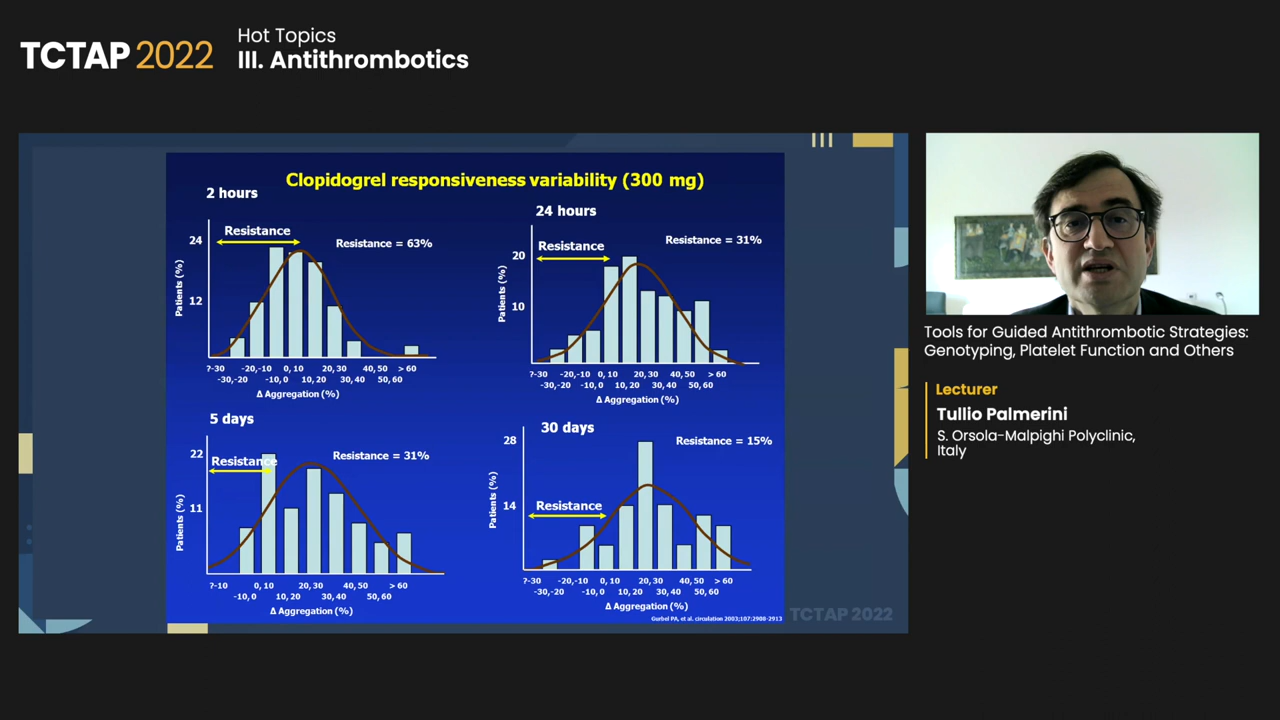 TCTAP 2022
Hot Topics
III. Antithrombotics
Clopidogrel responsiveness variability (300 mg)
2 hours
Resistance
Resistance = 63%
24
12
Patients (%)
?-30 -20,-10 0, 10 20, 30 40, 50 > 60
-30,-20 -10, 0 10, 20 30, 40 50, 60
Δ Aggregation (%)
24 hours
Resistance
Resistance = 31%
20
10
Patients (%)
?-30 -20,-10 0, 10 20, 30 40, 50 > 60
-30,-20 -10, 0 10, 20 30, 40 50, 60
Δ Aggregation (%)
5 days
Resistance
Resistance = 31%
22
11
Patients (%)
?-10 0, 10 20, 30 40, 50 > 60
-10, 0 10, 20 30, 40 50, 60
Δ Aggregation (%)
30 days
Resistance
Resistance = 15%
28
14
Patients (%)
?-30 -20,-10 0, 10 20, 30 40, 50 > 60
-30,-20 -10, 0 10, 20 30, 40 50, 60
Δ Aggregation (%)
Gurbel PA, et al. circulation 2003;107:2908-2913
TCTAP 2022
Tools for Guided Antithrombotic Strategies:
Genotyping, Platelet Function and Others
Lecturer
Tullio Palmerini
S. Orsola-Malpighi Polyclinic,
Italy